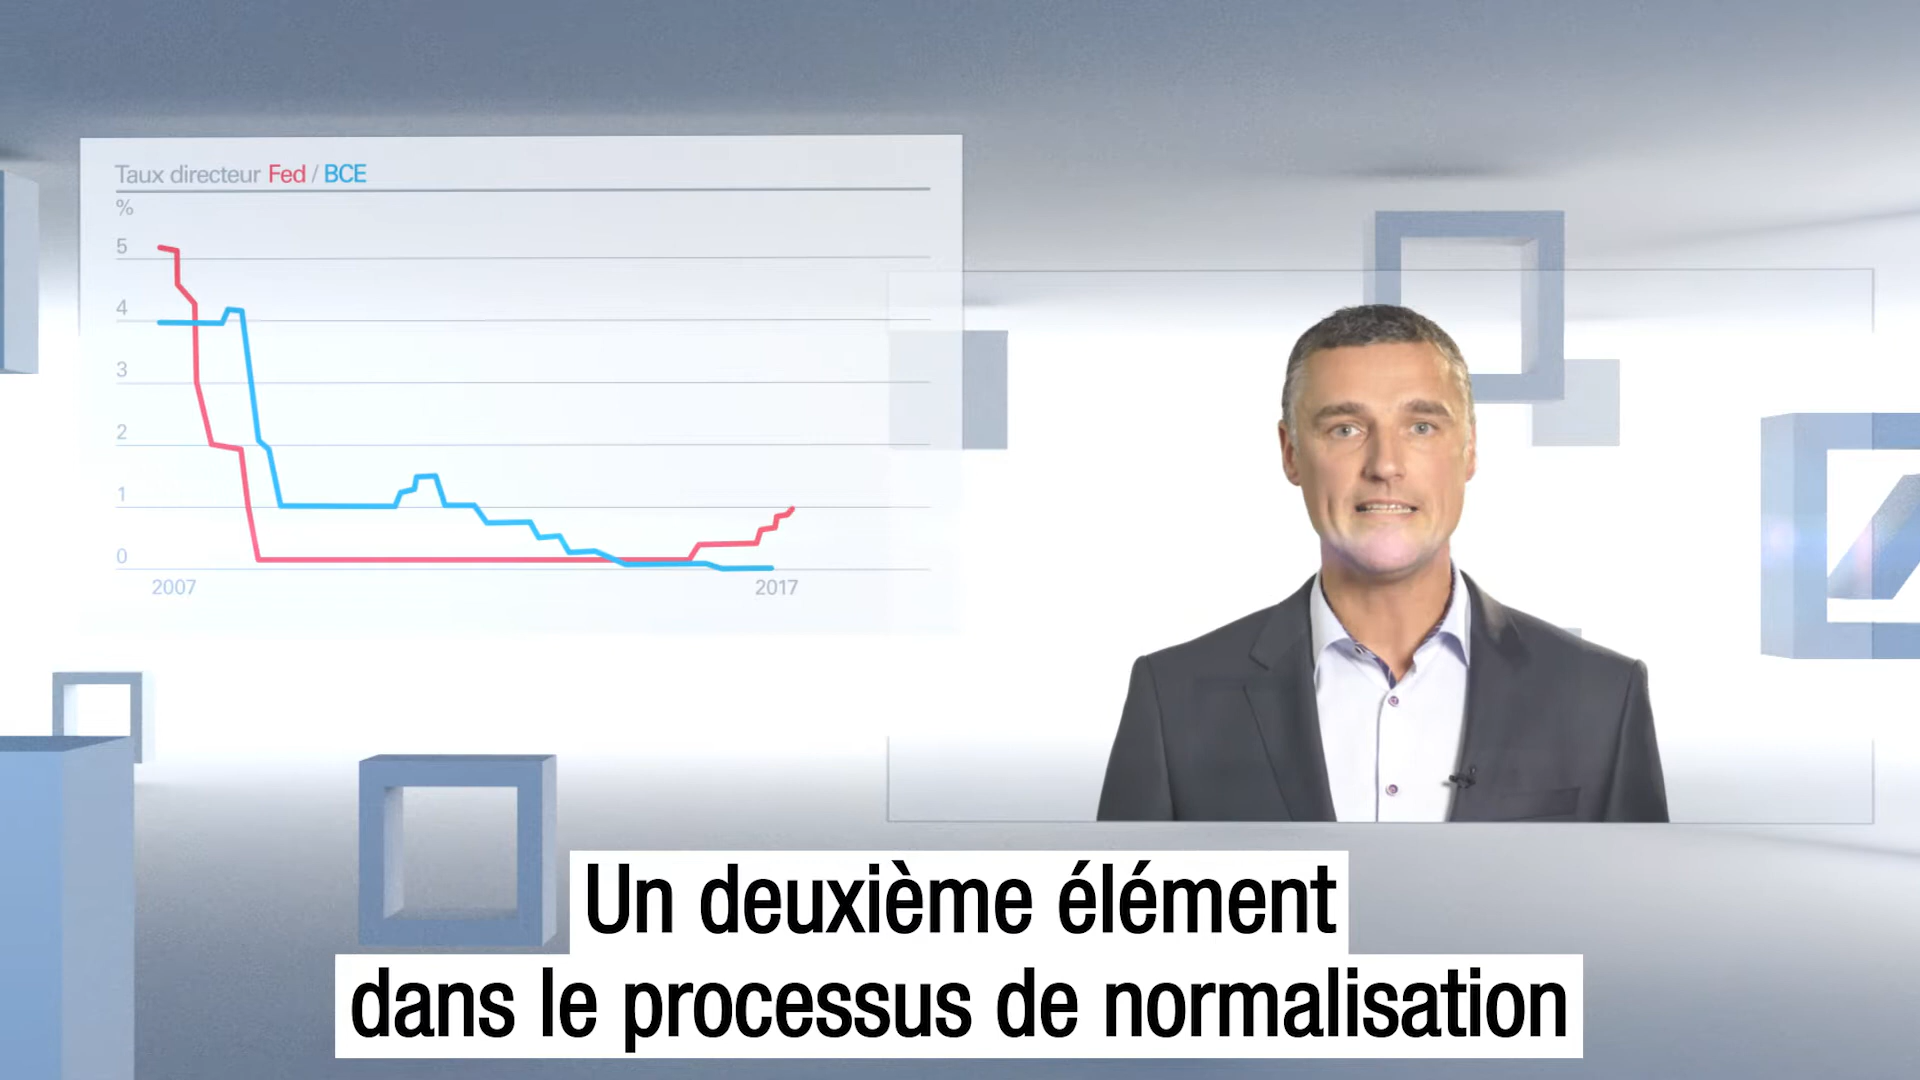 Taux directeur Fed / BCE
%
5
4
3
2
1
0
2007 2017
Un deuxième élément
dans le processus de normalisation